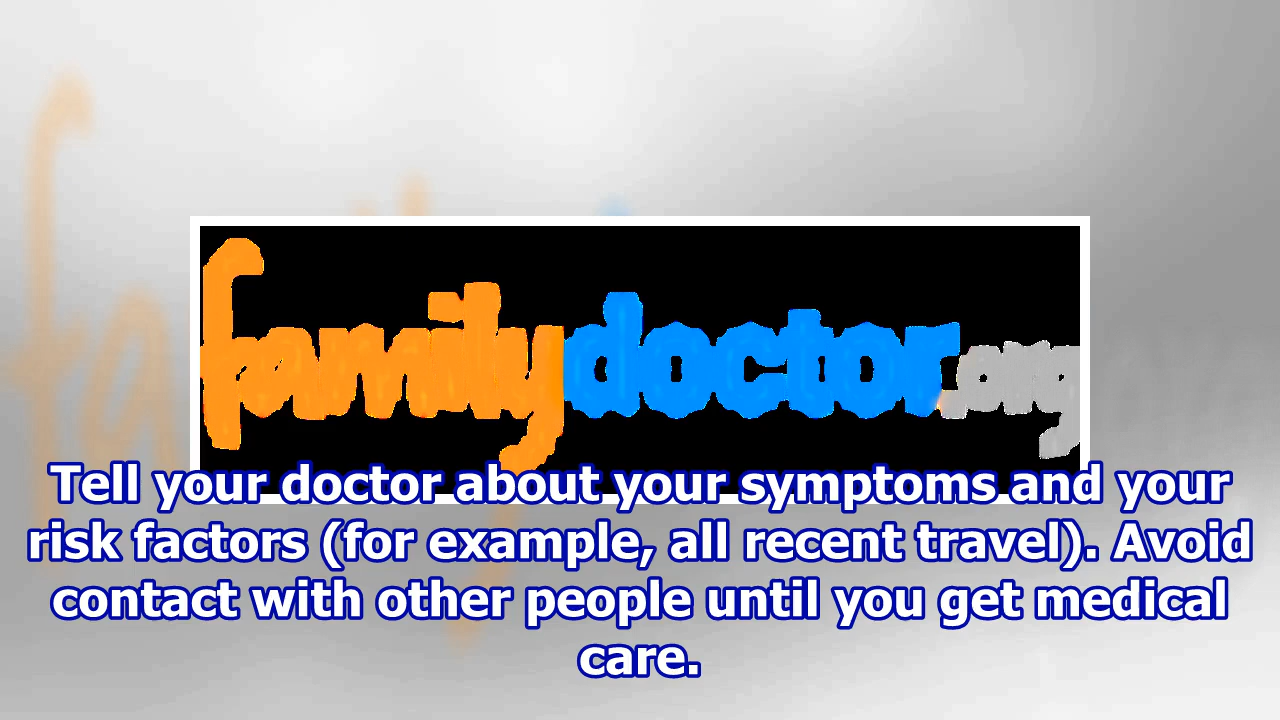 familydoctor.org
Tell your doctor about your symptoms and your
risk factors (for example, all recent travel). Avoid
contact with other people until you get medical
care.